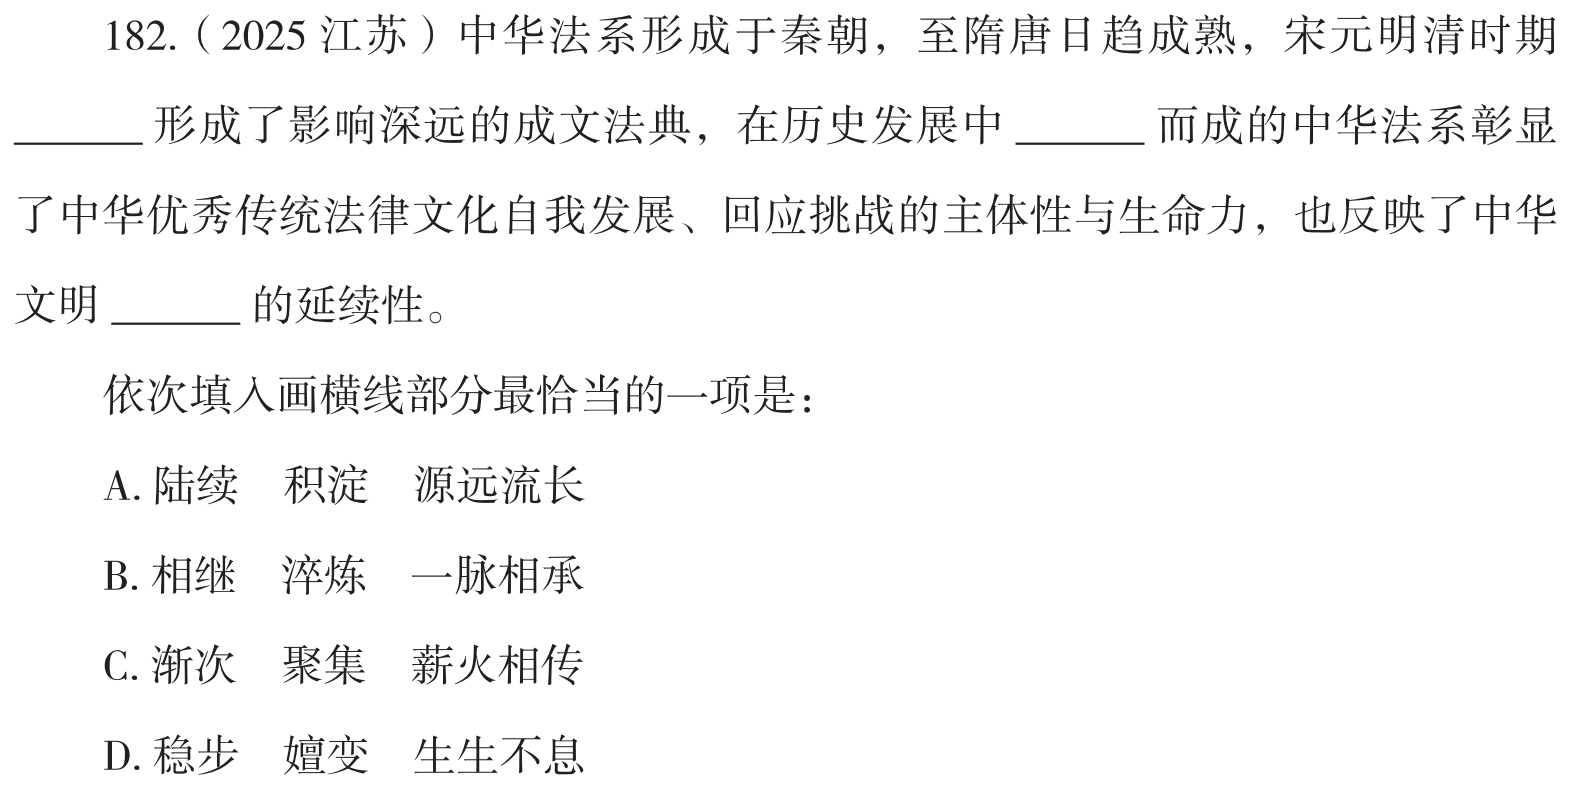 182.（2025 江苏）中华法系形成于秦朝，至隋唐日趋成熟，宋元明清时期
______ 形成了影响深远的成文法典，在历史发展中 ______ 而成的中华法系彰显
了中华优秀传统法律文化自我发展、回应挑战的主体性与生命力，也反映了中华
文明 ______ 的延续性。
依次填入画横线部分最恰当的一项是：
A. 陆续 积淀 源远流长
B. 相继 淬炼 一脉相承
C. 渐次 聚集 薪火相传
D. 稳步 嬗变 生生不息